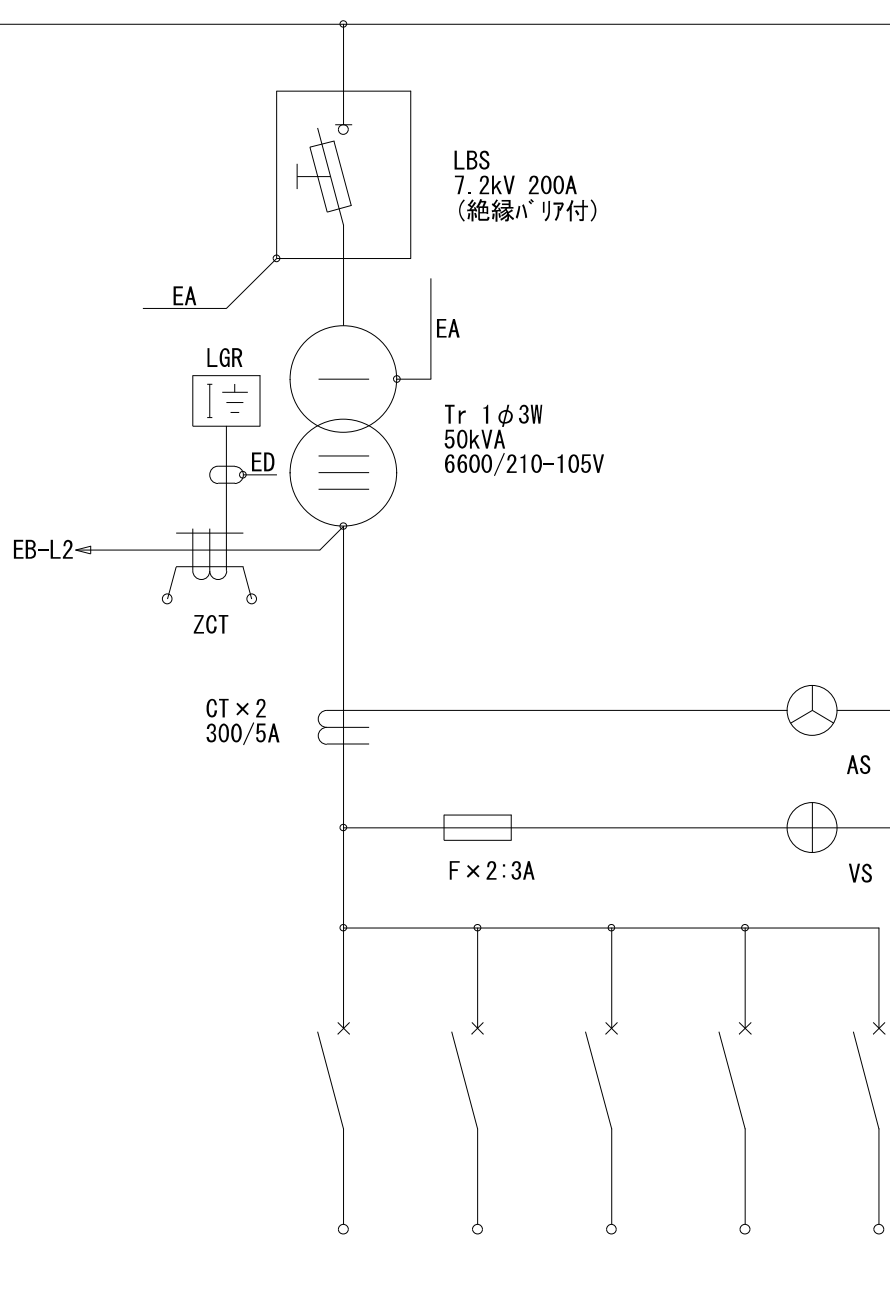 LBS
7.2kV 200A
(絶縁ﾊﾞﾘｱ付)
EA
EA
LGR
Tr 1φ3W
50kVA
6600/210-105V
ED
EB-L2
ZCT
CT×2
300/5A
AS
F×2:3A
VS